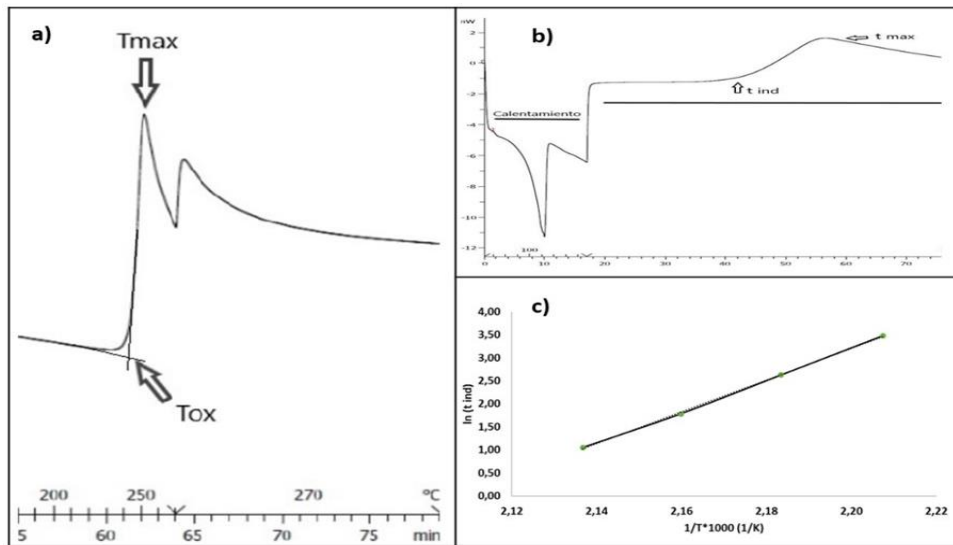 a)
Tmax
Tox
200 250 270 ºC
5 60 65 75 min
b)
mW
2
0
-2
-4
-6
-8
-10
-12
t max
t ind
Calentamiento
100
0 10 20 30 40 50 60 70
c)
ln (t ind)
4,00
3,50
3,00
2,50
2,00
1,50
1,00
0,50
0,00
2,12 2,14 2,16 2,18 2,20 2,22
1/T*1000 (1/K)